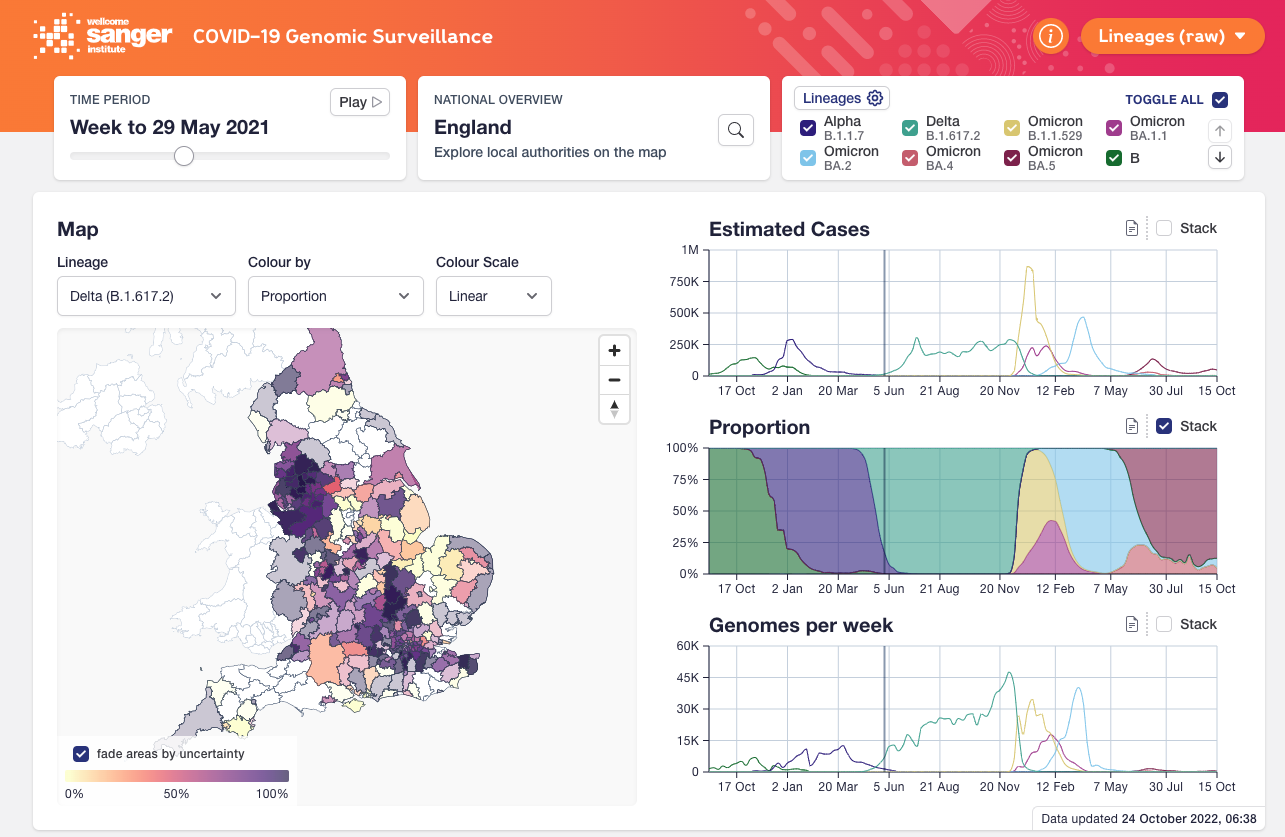 wellcome
sanger
institute
COVID-19 Genomic Surveillance
i
Lineages (raw)
TIME PERIOD
Play
Week to 29 May 2021
NATIONAL OVERVIEW
England
Explore local authorities on the map
Lineages
TOGGLE ALL
Alpha
B.1.1.7
Delta
B.1.617.2
Omicron
B.1.1.529
Omicron
BA.1.1
Omicron
BA.2
Omicron
BA.4
Omicron
BA.5
B
Map
Lineage
Colour by
Colour Scale
Delta (B.1.617.2)
Proportion
Linear
+
−
fade areas by uncertainty
0%
50%
100%
Estimated Cases
Stack
1M
750K
500K
250K
0
17 Oct
2 Jan
20 Mar
5 Jun
21 Aug
20 Nov
12 Feb
7 May
30 Jul
15 Oct
Proportion
Stack
100%
75%
50%
25%
0%
17 Oct
2 Jan
20 Mar
5 Jun
21 Aug
20 Nov
12 Feb
7 May
30 Jul
15 Oct
Genomes per week
Stack
60K
45K
30K
15K
0
17 Oct
2 Jan
20 Mar
5 Jun
21 Aug
20 Nov
12 Feb
7 May
30 Jul
15 Oct
Data updated 24 October 2022, 06:38